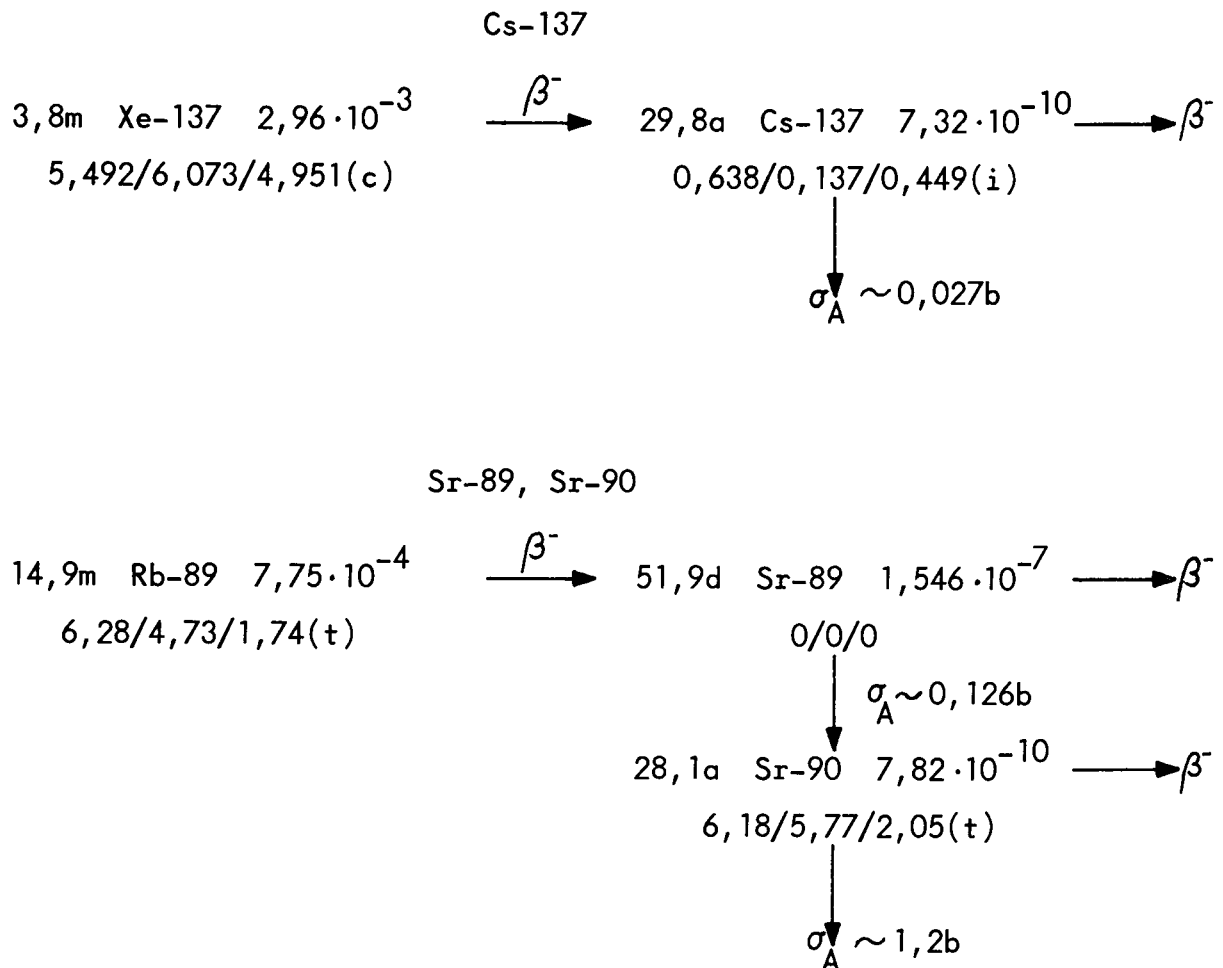 Cs-137
3,8m Xe-137 2,96·10⁻³ β⁻ 29,8a Cs-137 7,32·10⁻¹⁰ β⁻
5,492/6,073/4,951(c) 0,638/0,137/0,449(i)
σA ~0,027b
Sr-89, Sr-90
14,9m Rb-89 7,75·10⁻⁴ β⁻ 51,9d Sr-89 1,546·10⁻⁷ β⁻
6,28/4,73/1,74(t) 0/0/0
σA~0,126b
28,1a Sr-90 7,82·10⁻¹⁰ β⁻
6,18/5,77/2,05(t)
σA ~1,2b